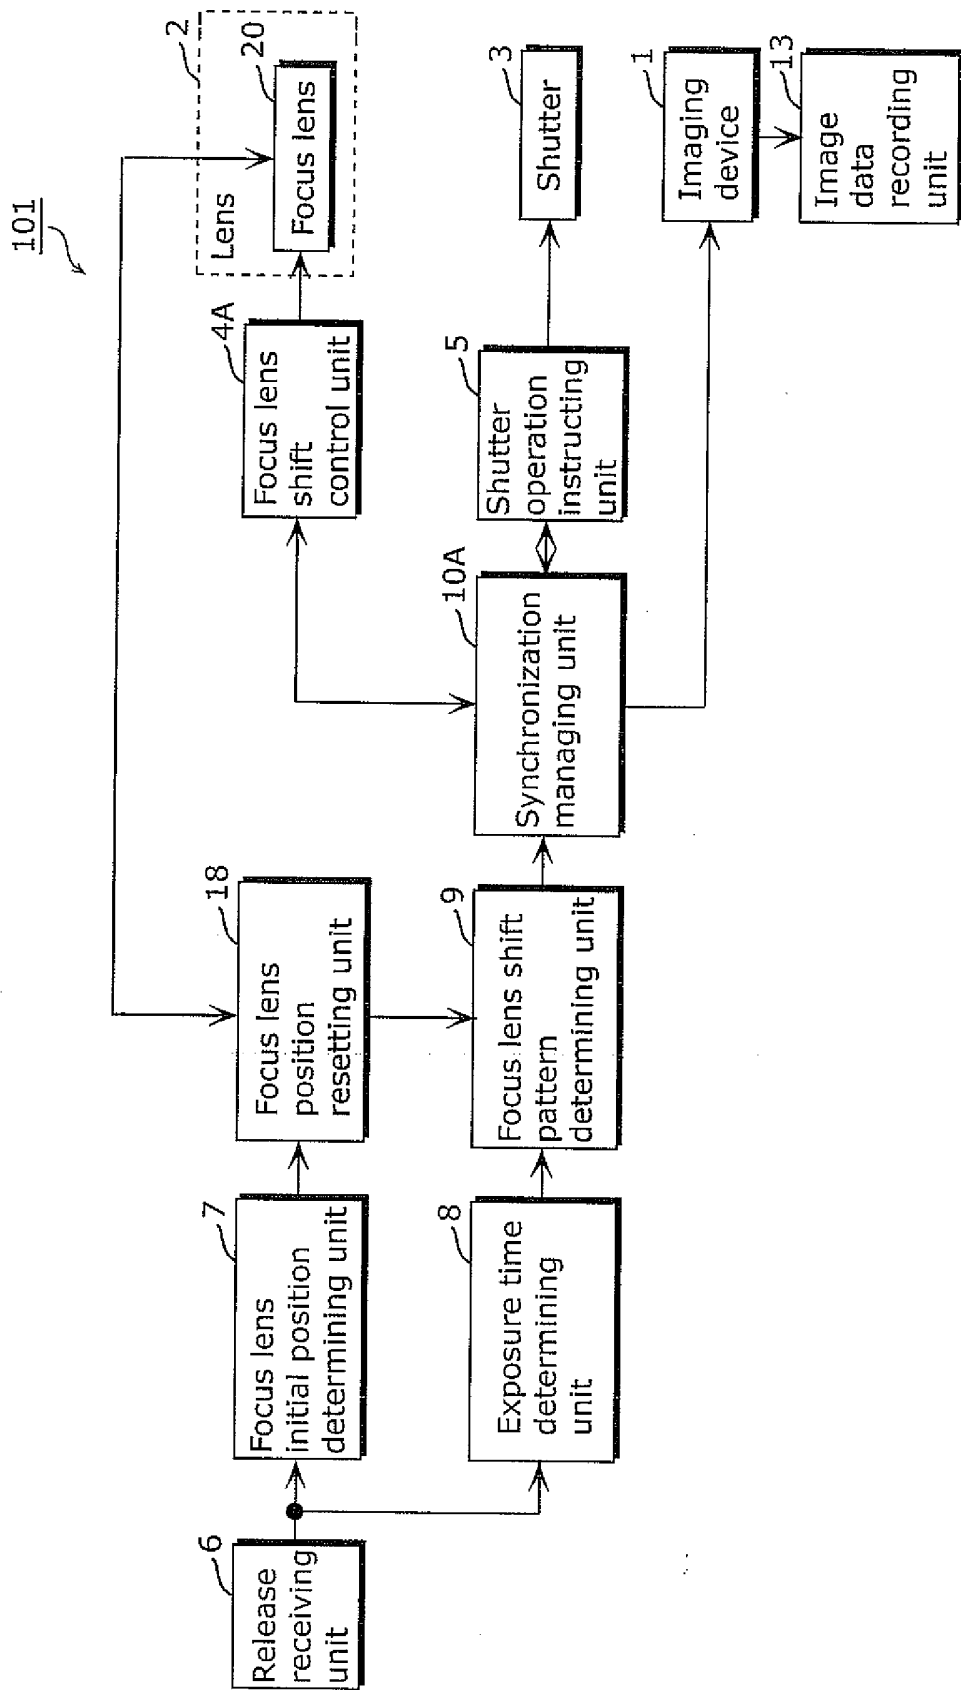 101
6
Release
receiving
unit
7
Focus lens
initial position
determining unit
18
Focus lens
position
resetting unit
4A
Focus lens
shift
control unit
2
Lens
20
Focus lens
8
Exposure time
determining
unit
9
Focus lens shift
pattern
determining unit
10A
Synchronization
managing unit
5
Shutter
operation
instructing
unit
3
Shutter
1
Imaging
device
13
Image
data
recording
unit